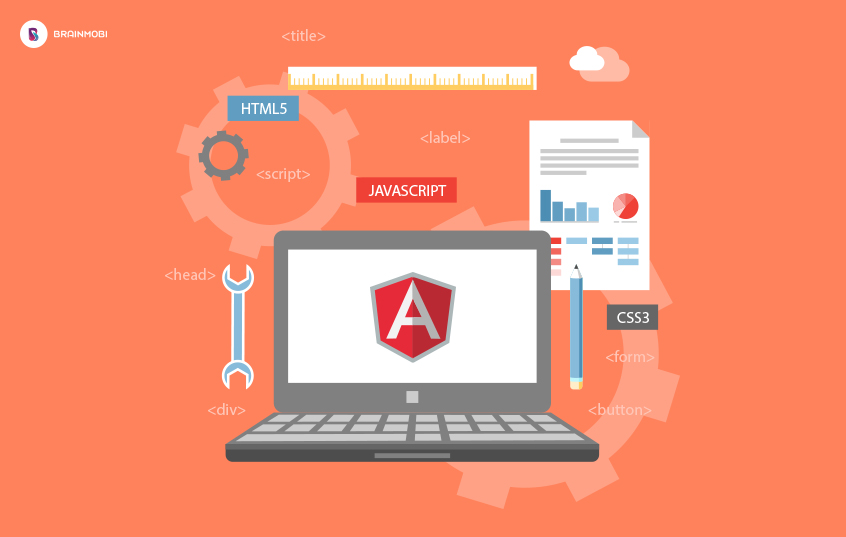 BRAINMOBI
<title>
HTML5
<label>
<script>
JAVASCRIPT
<head>
A
CSS3
<form>
<div>
<button>